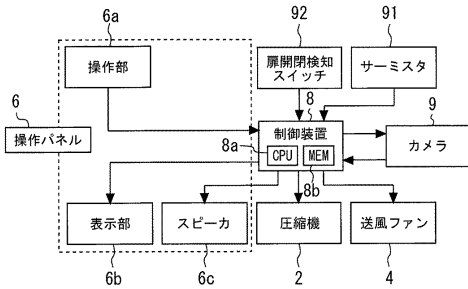 6a
92
91
操作部
扉開閉検知
スイッチ
サーミスタ
6
操作パネル
8
制御装置
8a
CPU
MEM
8b
9
カメラ
表示部
スピーカ
圧縮機
送風ファン
6b
6c
2
4